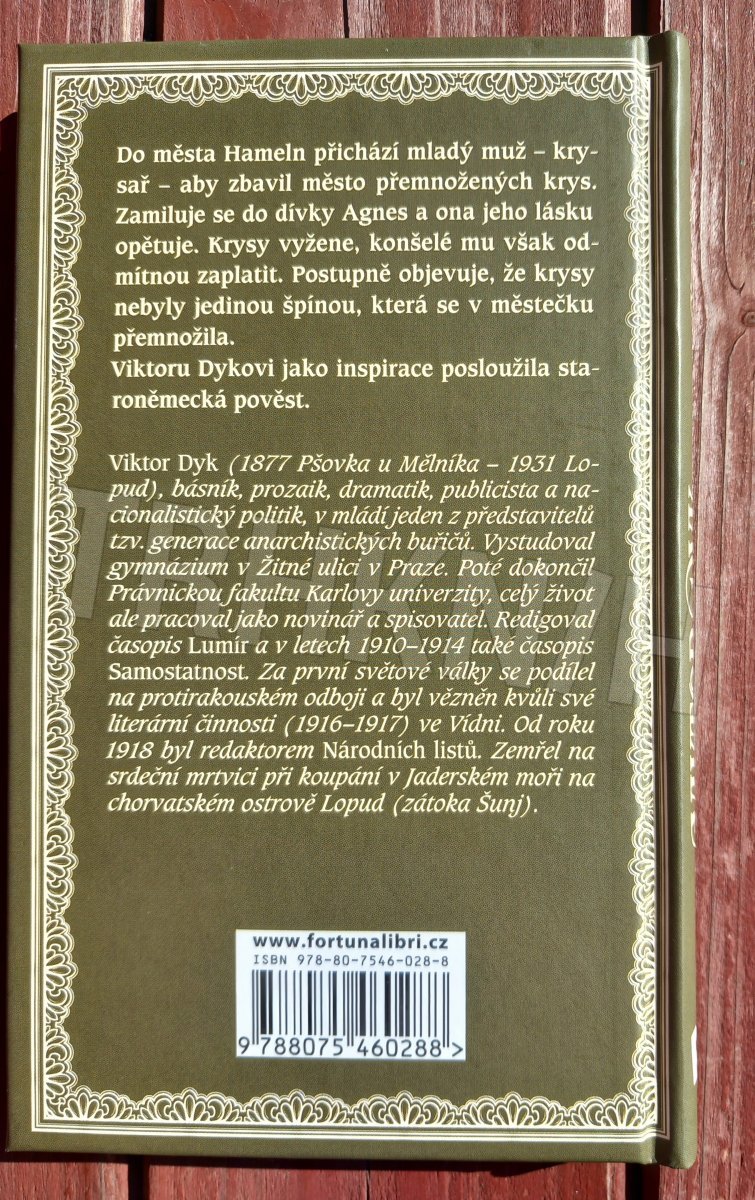 Do města Hameln přichází mladý muž – kry-
sař – aby zbavil město přemnožených krys.
Zamiluje se do dívky Agnes a ona jeho lásku
opětuje. Krysy vyžene, konšelé mu však od-
mítnou zaplatit. Postupně objevuje, že krysy
nebyly jedinou špínou, která se v městečku
přemnožila.
Viktoru Dykovi jako inspirace posloužila sta-
roněmecká pověst.
Viktor Dyk (1877 Pšovka u Mělníka – 1931 Lo-
pud), básník, prozaik, dramatik, publicista a na-
cionalistický politik, v mládí jeden z představitelů
tzv. generace anarchistických buřičů. Vystudoval
gymnázium v Žitné ulici v Praze. Poté dokončil
Právnickou fakultu Karlovy univerzity, celý život
ale pracoval jako novinář a spisovatel. Redigoval
časopis Lumír a v letech 1910–1914 také časopis
Samostatnost. Za první světové války se podílel
na protirakouském odboji a byl vězněn kvůli své
literární činnosti (1916–1917) ve Vídni. Od roku
1918 byl redaktorem Národních listů. Zemřel na
srdeční mrtvici při koupání v Jaderském moři na
chorvatském ostrově Lopud (zátoka Šunj).
www.fortunalibri.cz
ISBN 978-80-7546-028-8
9 788075 460288 >